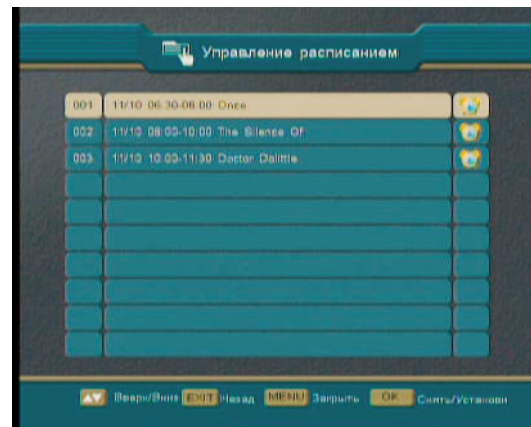 Управление расписанием
001 11/10 06:30-08:00 Once
002 11/10 08:00-10:00 The Silence Of
003 11/10 10:00-11:30 Doctor Dolittle
Вверх/Вниз EXIT Назад MENU Закрыть OK Снять/Установи